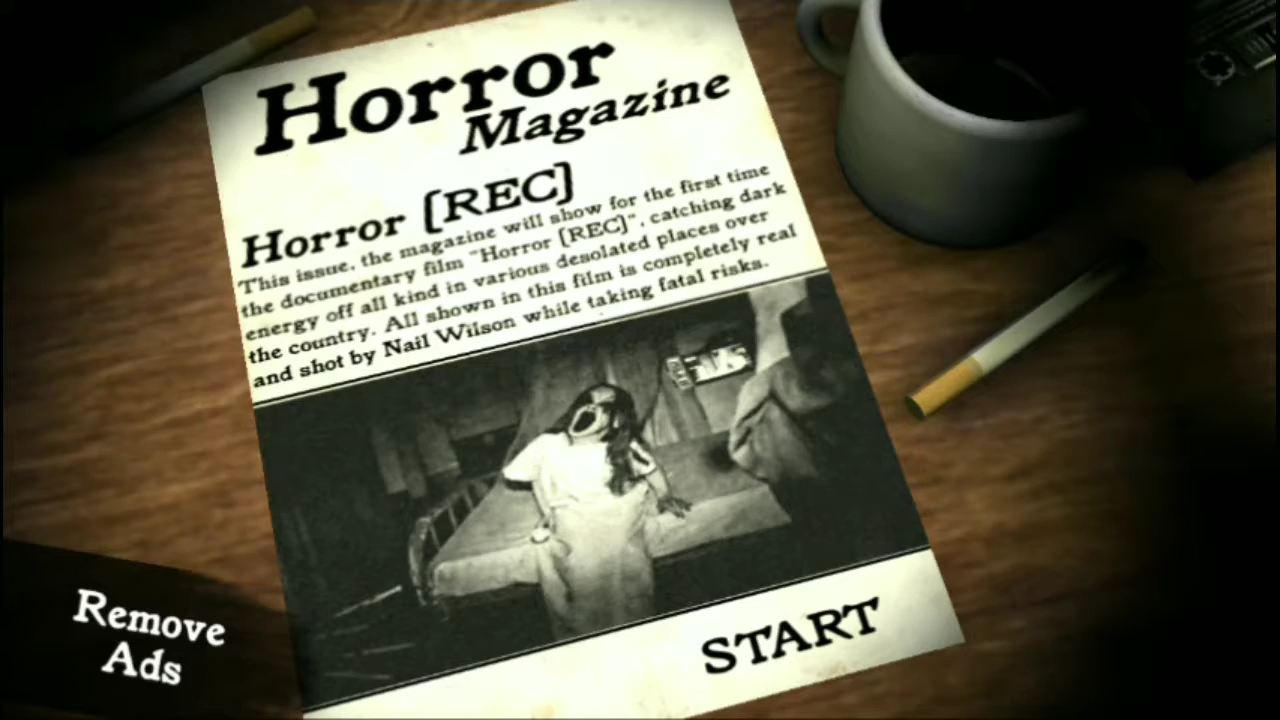 Horror
Magazine
Horror [REC]
This issue, the magazine will show for the first time
the documentary film "Horror [REC]", catching dark
energy off all kind in various desolated places over
the country. All shown in this film is completely real
and shot by Nail Wilson while taking fatal risks.
START
Remove
Ads